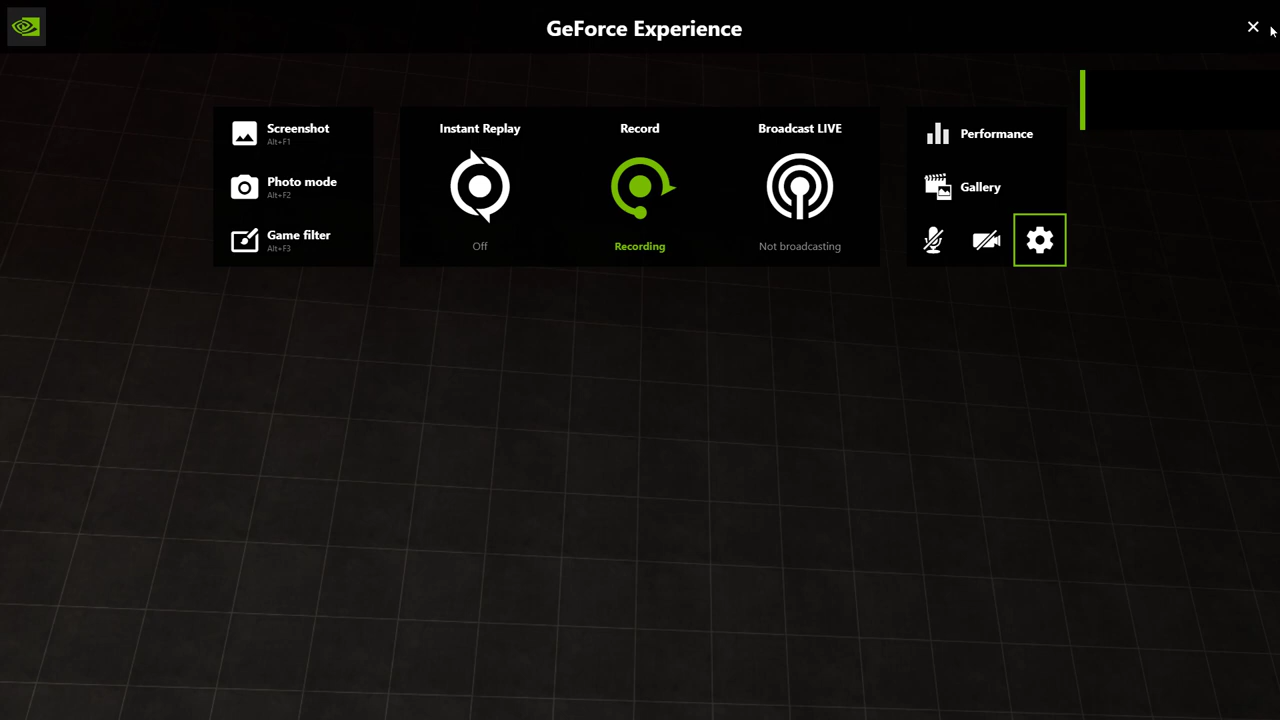 GeForce Experience
Screenshot
Alt+F1
Photo mode
Alt+F2
Game filter
Alt+F3
Instant Replay
Off
Record
Recording
Broadcast LIVE
Not broadcasting
Performance
Gallery